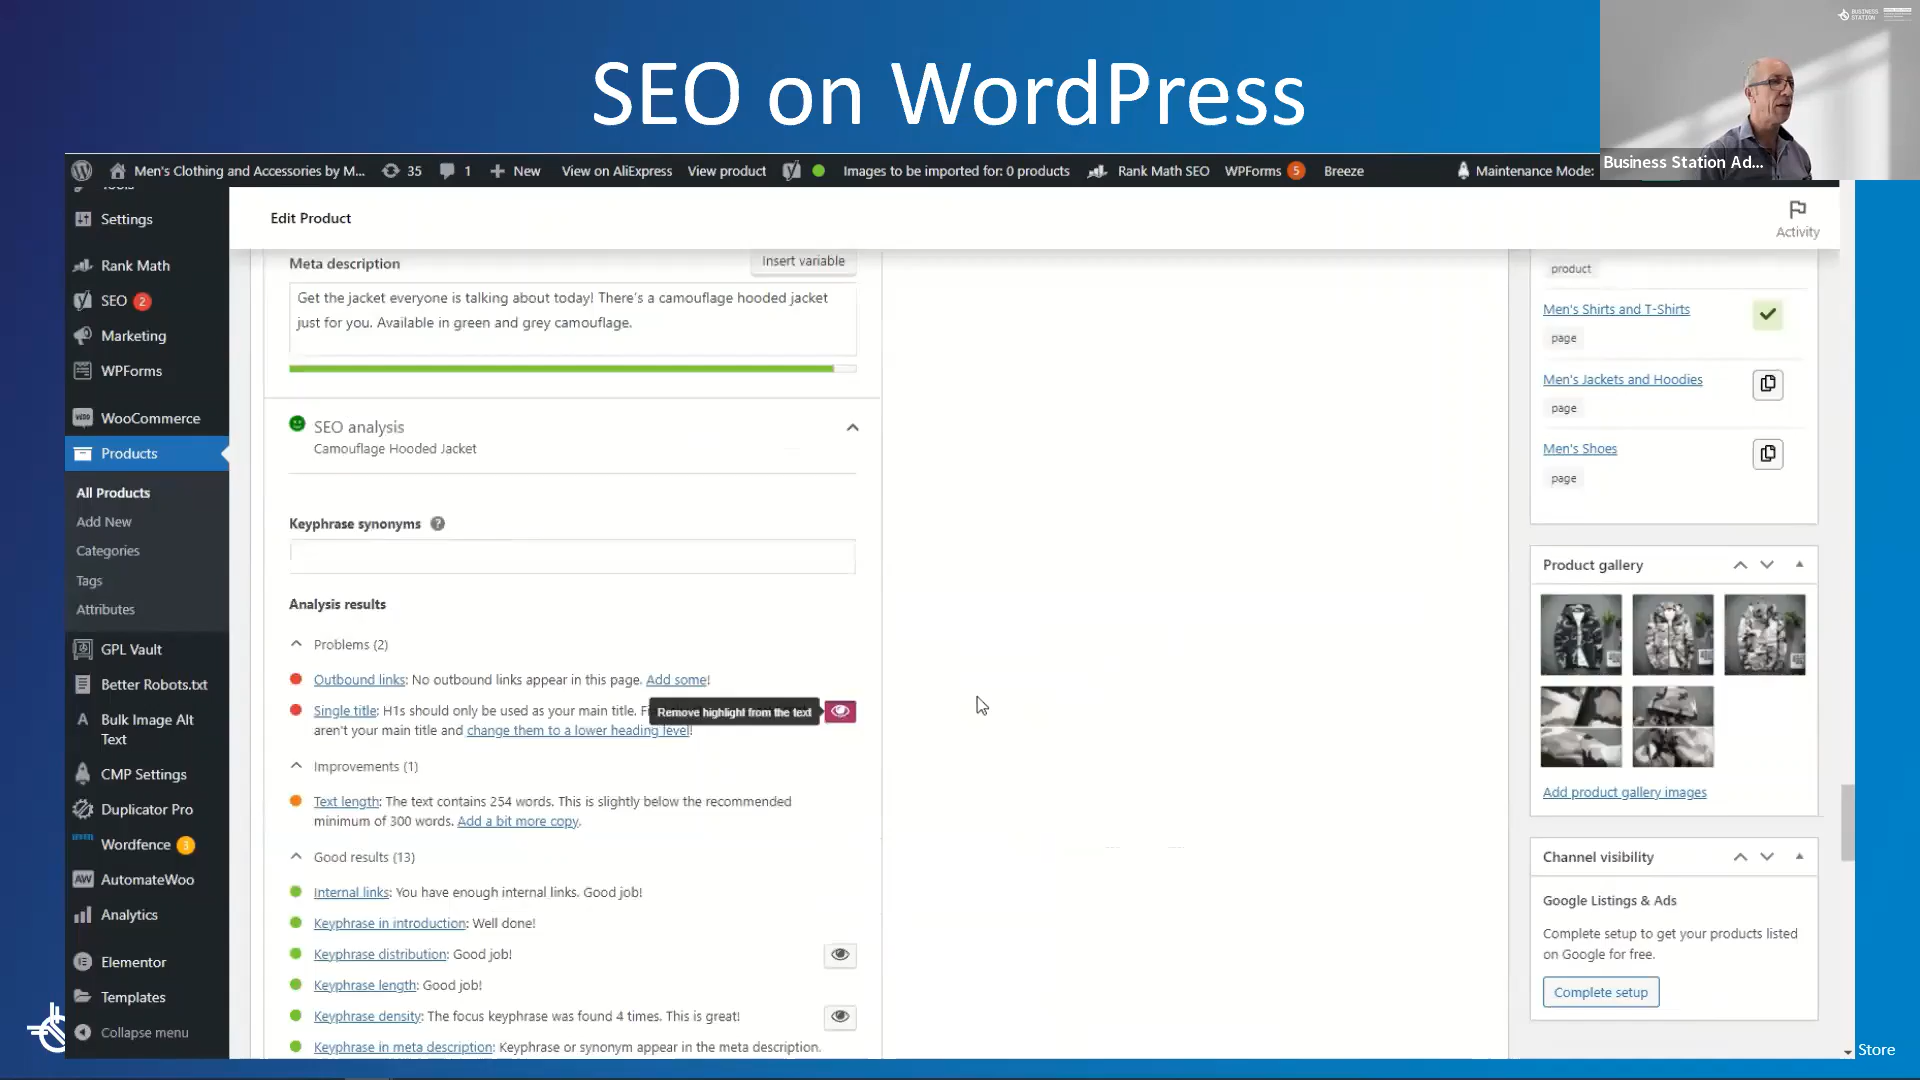 SEO on WordPress
BUSINESS
STATION
Business Station Ad...
Men's Clothing and Accessories by M...
35
1
New
View on AliExpress
View product
Images to be imported for: 0 products
Rank Math SEO
WPForms 5
Breeze
Maintenance Mode:
Tools
Settings
Rank Math
SEO 2
Marketing
WPForms
WooCommerce
Products
All Products
Add New
Categories
Tags
Attributes
GPL Vault
Better Robots.txt
Bulk Image Alt
Text
CMP Settings
Duplicator Pro
Wordfence 3
AutomateWoo
Analytics
Elementor
Templates
Collapse menu
Edit Product
Activity
Meta description
Insert variable
Get the jacket everyone is talking about today! There's a camouflage hooded jacket
just for you. Available in green and grey camouflage.
SEO analysis
Camouflage Hooded Jacket
Keyphrase synonyms
Analysis results
Problems (2)
Outbound links: No outbound links appear in this page. Add some!
Single title: H1s should only be used as your main title. F
Remove highlight from the text
aren't your main title and change them to a lower heading level!
Improvements (1)
Text length: The text contains 254 words. This is slightly below the recommended
minimum of 300 words. Add a bit more copy.
Good results (13)
Internal links: You have enough internal links. Good job!
Keyphrase in introduction: Well done!
Keyphrase distribution: Good job!
Keyphrase length: Good job!
Keyphrase density: The focus keyphrase was found 4 times. This is great!
Keyphrase in meta description: Keyphrase or synonym appear in the meta description.
product
Men's Shirts and T-Shirts
page
Men's Jackets and Hoodies
page
Men's Shoes
page
Product gallery
Add product gallery images
Channel visibility
Google Listings & Ads
Complete setup to get your products listed
on Google for free.
Complete setup
Store